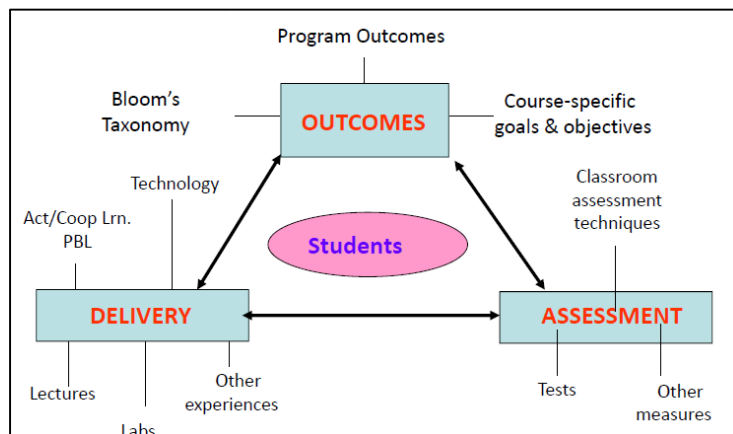 Program Outcomes
Bloom's
Taxonomy
OUTCOMES
Course-specific
goals & objectives
Technology
Classroom
assessment
techniques
Act/Coop Lrn.
PBL
Students
DELIVERY
ASSESSMENT
Lectures
Labs
Other
experiences
Tests
Other
measures